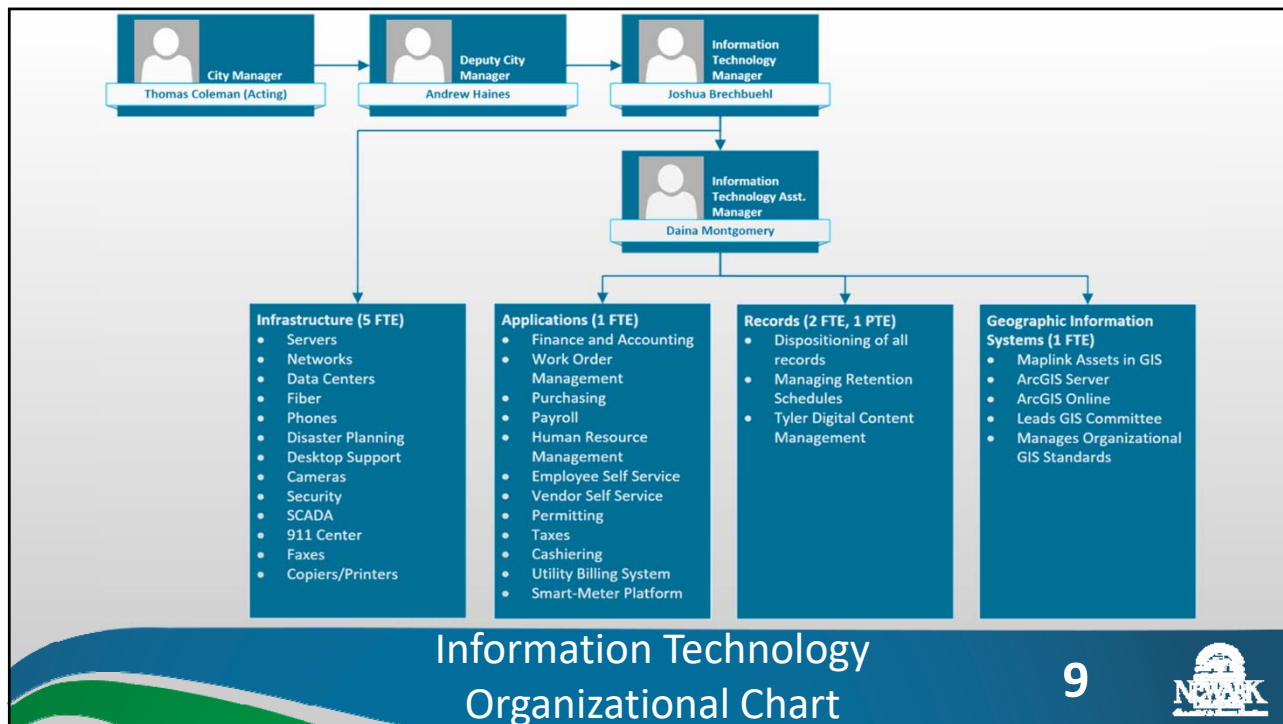 City Manager
Thomas Coleman (Acting)
Deputy City
Manager
Andrew Haines
Information
Technology
Manager
Joshua Brechbuehl
Information
Technology Asst.
Manager
Daina Montgomery
Infrastructure (5 FTE)
• Servers
• Networks
• Data Centers
• Fiber
• Phones
• Disaster Planning
• Desktop Support
• Cameras
• Security
• SCADA
• 911 Center
• Faxes
• Copiers/Printers
Applications (1 FTE)
• Finance and Accounting
• Work Order
Management
• Purchasing
• Payroll
• Human Resource
Management
• Employee Self Service
• Vendor Self Service
• Permitting
• Taxes
• Cashiering
• Utility Billing System
• Smart-Meter Platform
Records (2 FTE, 1 PTE)
• Dispositioning of all
records
• Managing Retention
Schedules
• Tyler Digital Content
Management
Geographic Information
Systems (1 FTE)
• Maplink Assets in GIS
• ArcGIS Server
• ArcGIS Online
• Leads GIS Committee
• Manages Organizational
GIS Standards
Information Technology
Organizational Chart
9
NEWARK